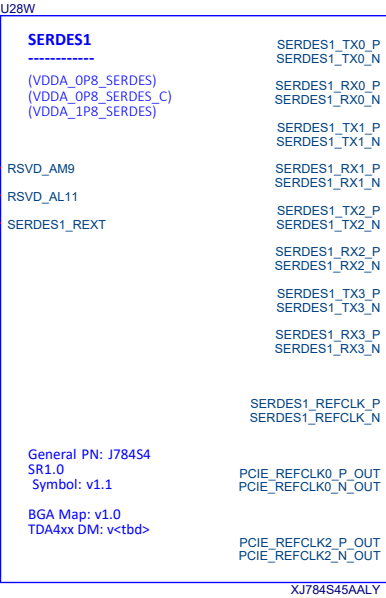 U28W
SERDES1
------------
(VDDA_0P8_SERDES)
(VDDA_0P8_SERDES_C)
(VDDA_1P8_SERDES)
RSVD_AM9
RSVD_AL11
SERDES1_REXT
SERDES1_TX0_P
SERDES1_TX0_N
SERDES1_RX0_P
SERDES1_RX0_N
SERDES1_TX1_P
SERDES1_TX1_N
SERDES1_RX1_P
SERDES1_RX1_N
SERDES1_TX2_P
SERDES1_TX2_N
SERDES1_RX2_P
SERDES1_RX2_N
SERDES1_TX3_P
SERDES1_TX3_N
SERDES1_RX3_P
SERDES1_RX3_N
SERDES1_REFCLK_P
SERDES1_REFCLK_N
PCIE_REFCLK0_P_OUT
PCIE_REFCLK0_N_OUT
PCIE_REFCLK2_P_OUT
PCIE_REFCLK2_N_OUT
General PN: J784S4
SR1.0
Symbol: v1.1
BGA Map: v1.0
TDA4xx DM: v<tbd>
XJ784S45AALY